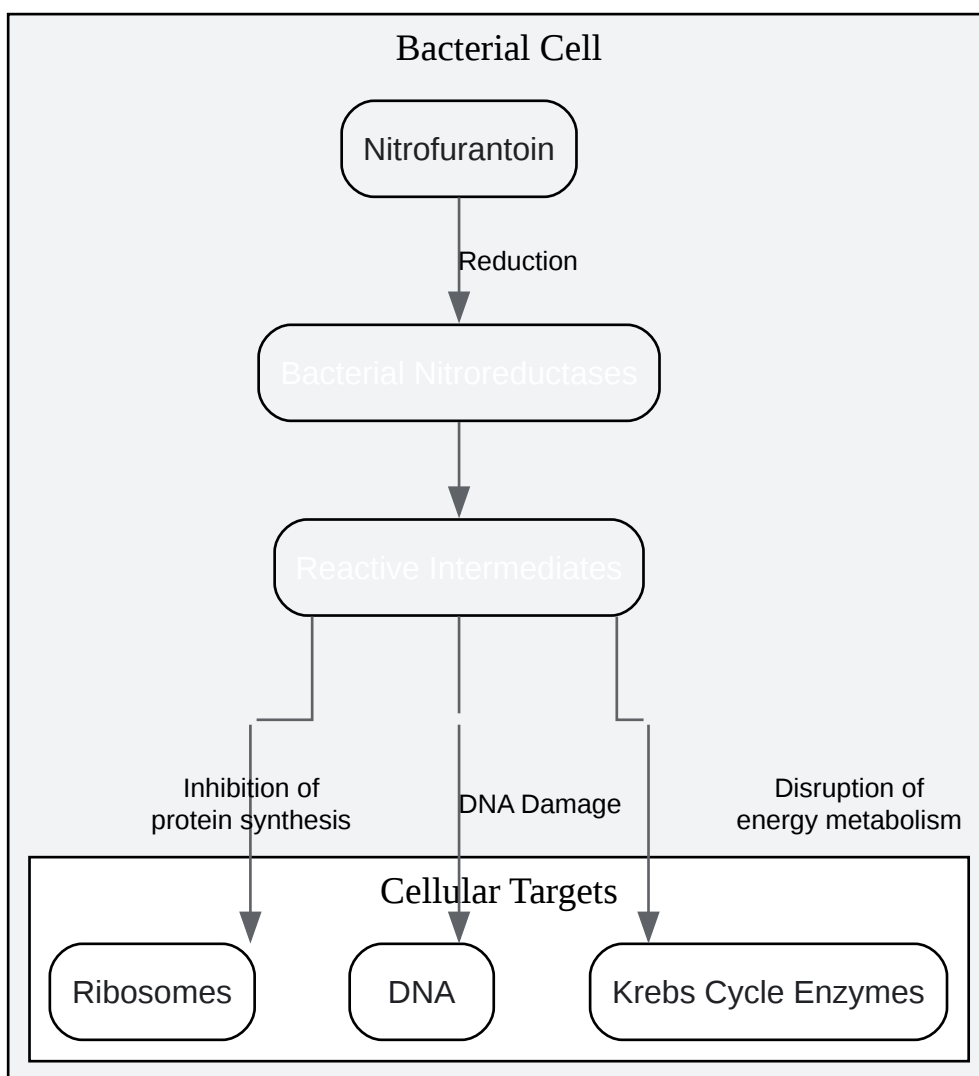 Bacterial Cell
Nitrofurantoin
Reduction
Bacterial Nitroreductases
Reactive Intermediates
Inhibition of
protein synthesis
DNA Damage
Disruption of
energy metabolism
Cellular Targets
Ribosomes
DNA
Krebs Cycle Enzymes